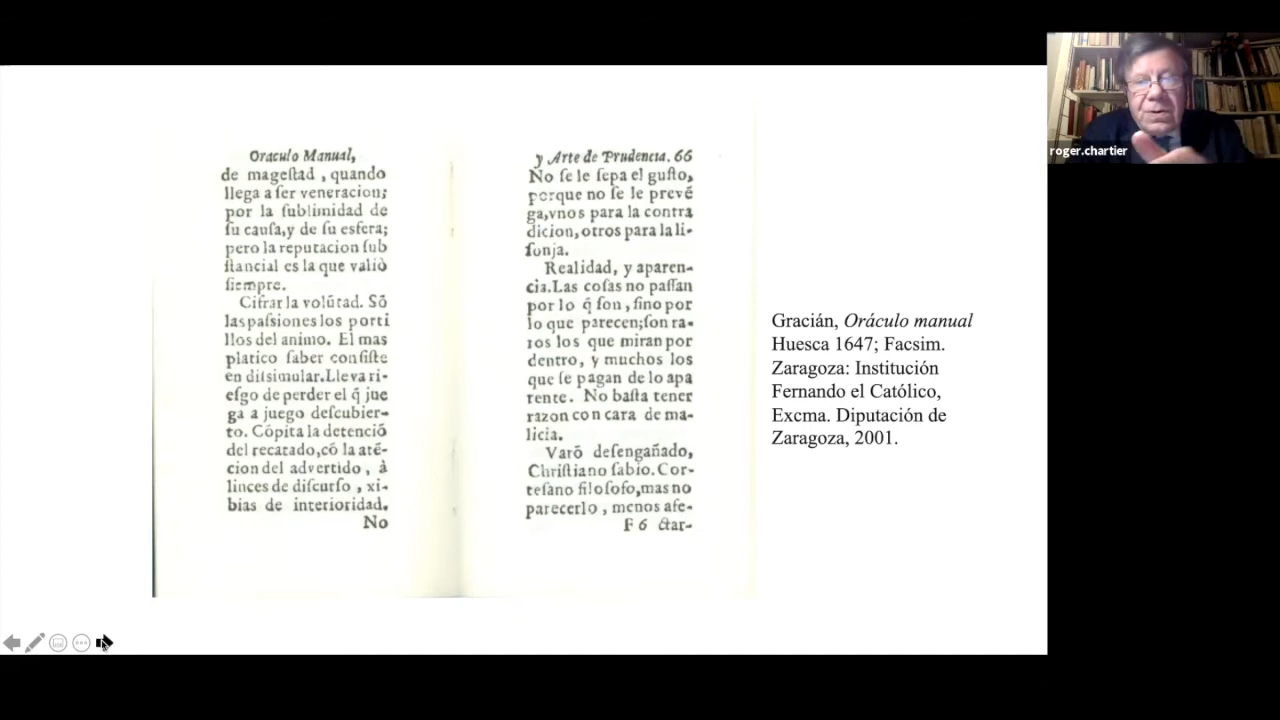 Oraculo Manual,
de mageſtad , quando
llega a ſer veneracion;
por la ſublimidad de
ſu cauſa,y de ſu esfera;
pero la reputacion ſub
ſtancial es la que valiò
ſiempre.
Cifrar la volũtad. Sõ
las paſsiones los porti
llos del animo. El mas
platico ſaber conſiſte
en diſsimular.Lleva ri-
eſgo de perder el q̃ jue
ga a juego deſcubier-
to. Cõpita la detenciõ
del recatado,cõ la atẽ-
cion del advertido , à
linces de diſcurſo , xi-
bias de interioridad.
No
y Arte de Prudencia. 66
No ſe le ſepa el guſto,
porque no ſe le prevẽ
ga,vnos para la contra
dicion,otros para la li-
ſonja.
Realidad, y aparen-
cia.Las coſas no paſſan
por lo q̃ ſon , ſino por
lo que parecen;ſon ra-
ros los que miran por
dentro, y muchos los
que ſe pagan de lo apa
rente. No baſta tener
razon con cara de ma-
licia.
Varõ deſengañado,
Chriſtiano ſabio.Cor-
teſano filoſofo,mas no
parecerlo , menos afe-
F 6 ctar-
Gracián, Oráculo manual
Huesca 1647; Facsim.
Zaragoza: Institución
Fernando el Católico,
Excma. Diputación de
Zaragoza, 2001.
roger.chartier